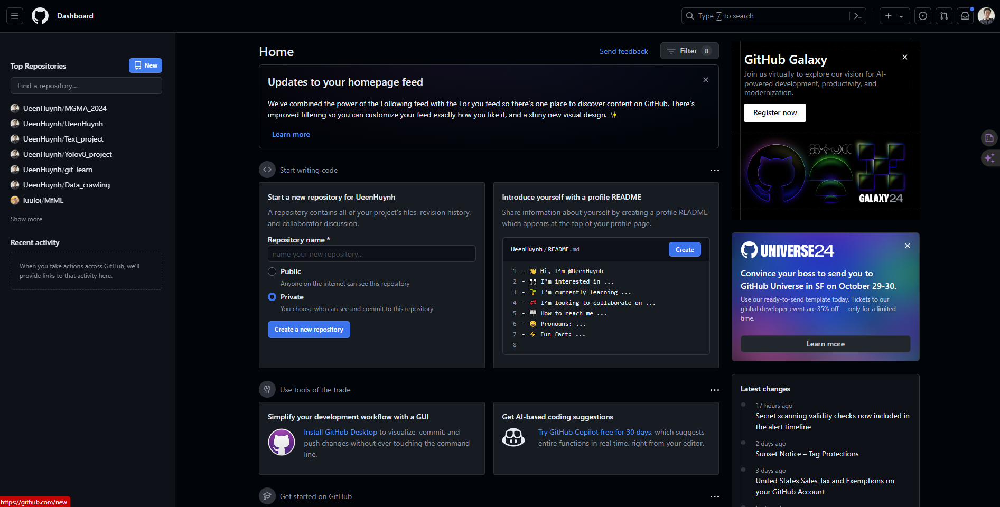 Dashboard
Type / to search
Top Repositories
New
Find a repository...
UeenHuynh/MGMA_2024
UeenHuynh/UeenHuynh
UeenHuynh/Text_project
UeenHuynh/Yolov8_project
UeenHuynh/git_learn
UeenHuynh/Data_crawling
luuloi/MfML
Show more
Recent activity
When you take actions across GitHub, we'll
provide links to that activity here.
https://github.com/new
Home
Send feedback
Filter 8
Updates to your homepage feed
We've combined the power of the Following feed with the For you feed so there's one place to discover content on GitHub. There's
improved filtering so you can customize your feed exactly how you like it, and a shiny new visual design. ✨
Learn more
Start writing code
Start a new repository for UeenHuynh
A repository contains all of your project's files, revision history,
and collaborator discussion.
Repository name *
name your new repository...
Public
Anyone on the internet can see this repository
Private
You choose who can see and commit to this repository
Create a new repository
Introduce yourself with a profile README
Share information about yourself by creating a profile README,
which appears at the top of your profile page.
UeenHuynh / README.md
Create
1 - 👋 Hi, I'm @UeenHuynh
2 - 👀 I'm interested in ...
3 - 🌱 I'm currently learning ...
4 - 💞️ I'm looking to collaborate on ...
5 - 📫 How to reach me ...
6 - 😄 Pronouns: ...
7 - ⚡ Fun fact: ...
8
Use tools of the trade
Simplify your development workflow with a GUI
Install GitHub Desktop to visualize, commit, and
push changes without ever touching the command
line.
Get AI-based coding suggestions
Try GitHub Copilot free for 30 days, which suggests
entire functions in real time, right from your editor.
Get started on GitHub
GitHub Galaxy
Join us virtually to explore our vision for AI-
powered development, productivity, and
modernization.
Register now
GALAXY24
UNIVERSE24
Convince your boss to send you to
GitHub Universe in SF on October 29-30.
Use our ready-to-send template today. Tickets to our
global developer event are 35% off — only for a limited
time.
Learn more
Latest changes
17 hours ago
Secret scanning validity checks now included in
the alert timeline
2 days ago
Sunset Notice – Tag Protections
3 days ago
United States Sales Tax and Exemptions on
your GitHub Account